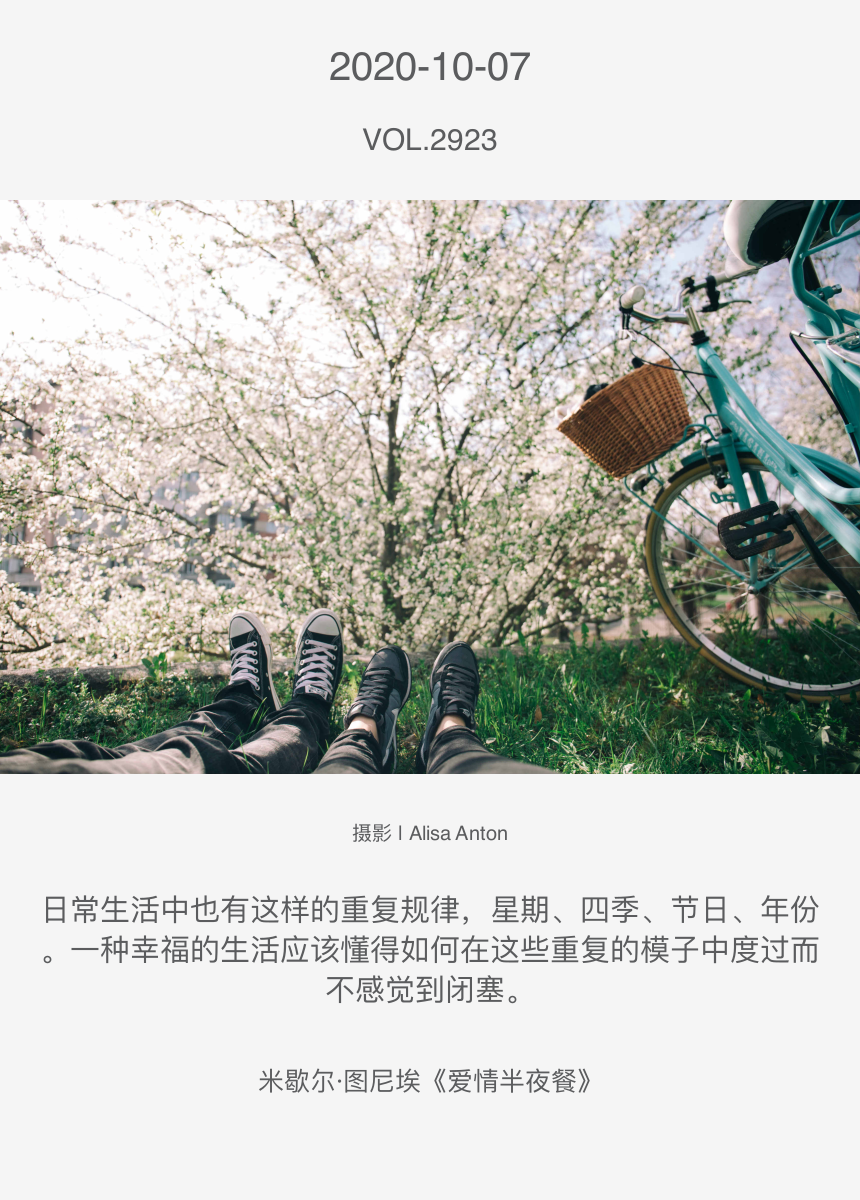 2020-10-07
VOL.2923
摄影 | Alisa Anton
日常生活中也有这样的重复规律，星期、四季、节日、年份
。一种幸福的生活应该懂得如何在这些重复的模子中度过而
不感觉到闭塞。
米歇尔·图尼埃《爱情半夜餐》